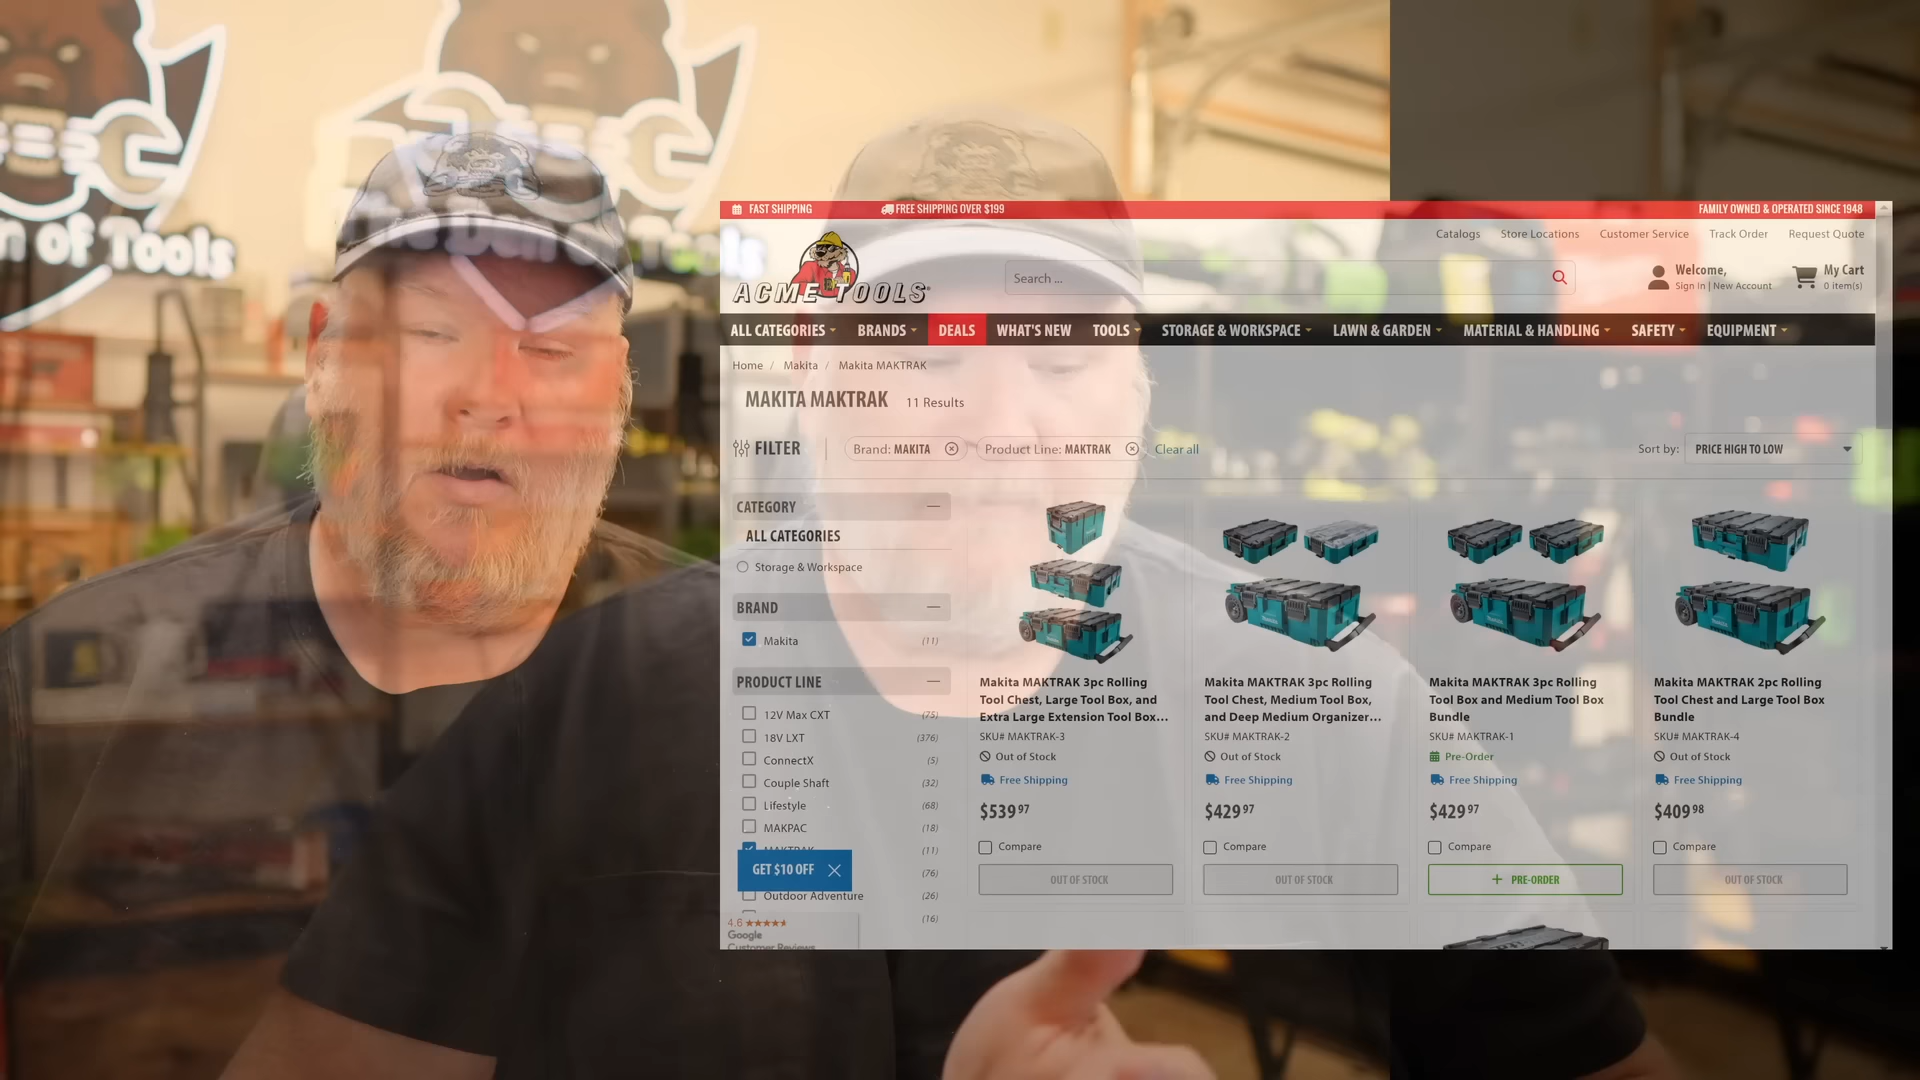 n of Tools
FAST SHIPPING
FREE SHIPPING OVER $199
FAMILY OWNED & OPERATED SINCE 1948
Catalogs
Store Locations
Customer Service
Track Order
Request Quote
ACME TOOLS
Search ...
Welcome,
Sign In | New Account
My Cart
0 item(s)
ALL CATEGORIES
BRANDS
DEALS
WHAT'S NEW
TOOLS
STORAGE & WORKSPACE
LAWN & GARDEN
MATERIAL & HANDLING
SAFETY
EQUIPMENT
Home / Makita / Makita MAKTRAK
MAKITA MAKTRAK 11 Results
FILTER
Brand: MAKITA
Product Line: MAKTRAK
Clear all
Sort by: PRICE HIGH TO LOW
CATEGORY
ALL CATEGORIES
Storage & Workspace
BRAND
Makita (11)
PRODUCT LINE
12V Max CXT (75)
18V LXT (376)
ConnectX (5)
Couple Shaft (32)
Lifestyle (68)
MAKPAC (18)
MAKTRAK (11)
(76)
Outdoor Adventure (26)
(16)
GET $10 OFF
4.6
Google
Customer Reviews
Makita MAKTRAK 3pc Rolling
Tool Chest, Large Tool Box, and
Extra Large Extension Tool Box...
SKU# MAKTRAK-3
Out of Stock
Free Shipping
$539 97
Compare
OUT OF STOCK
Makita MAKTRAK 3pc Rolling
Tool Chest, Medium Tool Box,
and Deep Medium Organizer...
SKU# MAKTRAK-2
Out of Stock
Free Shipping
$429 97
Compare
OUT OF STOCK
Makita MAKTRAK 3pc Rolling
Tool Box and Medium Tool Box
Bundle
SKU# MAKTRAK-1
Pre-Order
Free Shipping
$429 97
Compare
+ PRE-ORDER
Makita MAKTRAK 2pc Rolling
Tool Chest and Large Tool Box
Bundle
SKU# MAKTRAK-4
Out of Stock
Free Shipping
$409 98
Compare
OUT OF STOCK